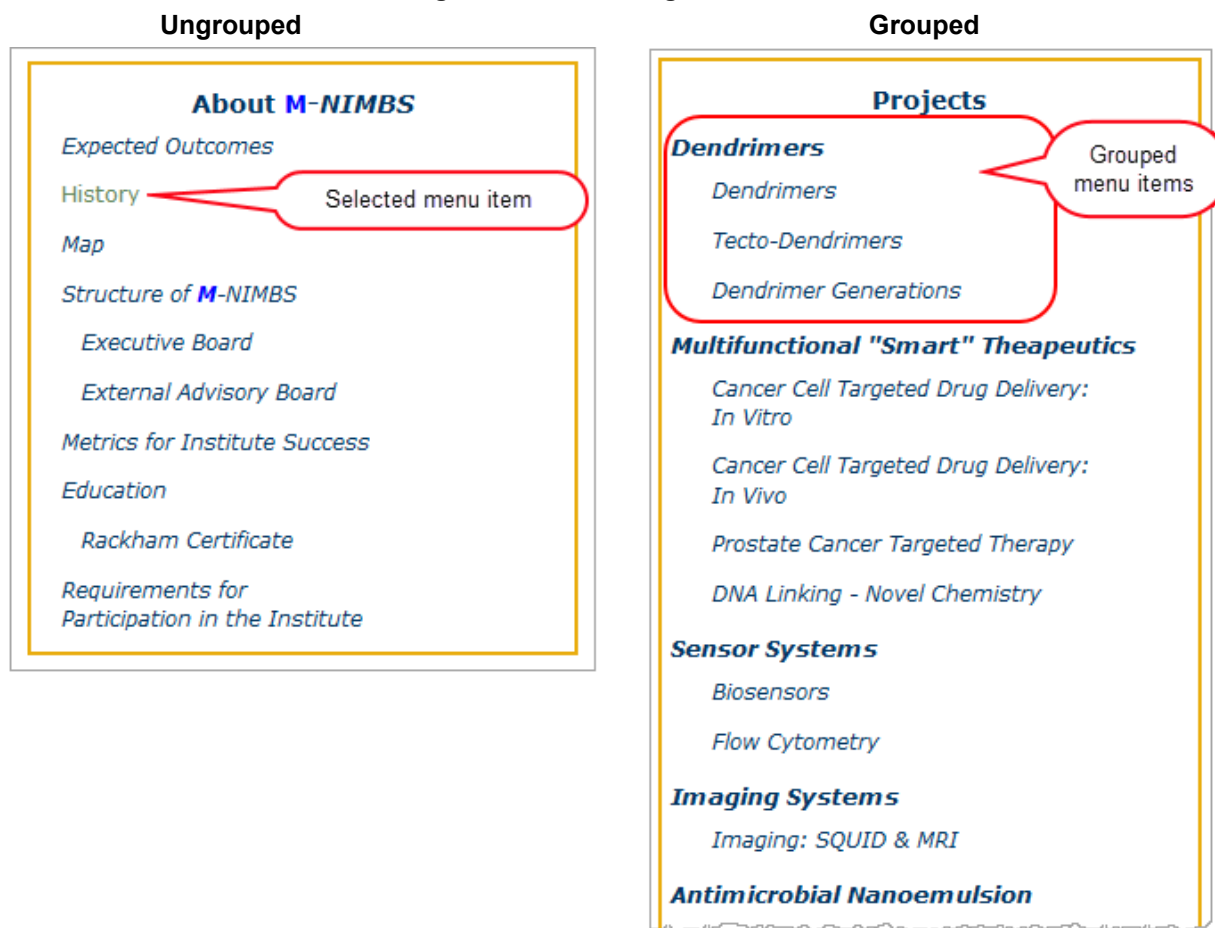 Ungrouped
About M-NIMBS
Expected Outcomes
History
Selected menu item
Map
Structure of M-NIMBS
Executive Board
External Advisory Board
Metrics for Institute Success
Education
Rackham Certificate
Requirements for
Participation in the Institute
Grouped
Projects
Dendrimers
Grouped
menu items
Dendrimers
Tecto-Dendrimers
Dendrimer Generations
Multifunctional "Smart" Theapeutics
Cancer Cell Targeted Drug Delivery:
In Vitro
Cancer Cell Targeted Drug Delivery:
In Vivo
Prostate Cancer Targeted Therapy
DNA Linking - Novel Chemistry
Sensor Systems
Biosensors
Flow Cytometry
Imaging Systems
Imaging: SQUID & MRI
Antimicrobial Nanoemulsion